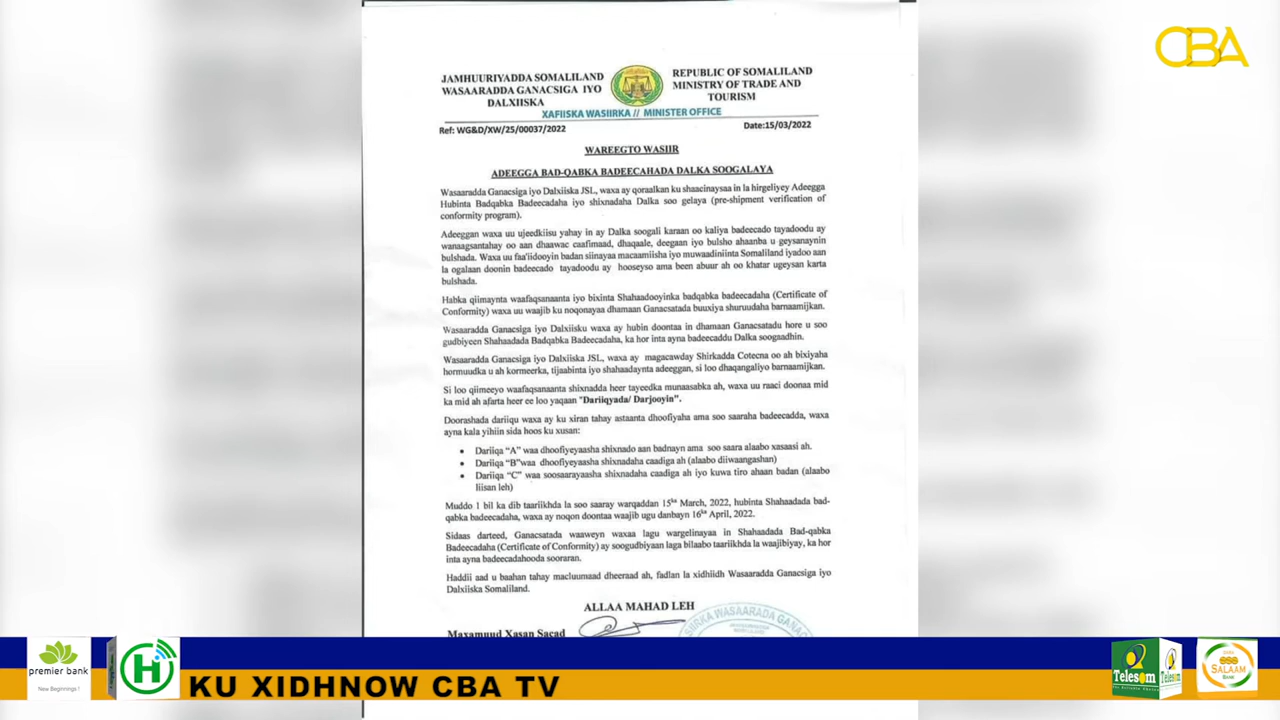 CBA
JAMHUURIYADDA SOMALILAND
WASAARADDA GANACSIGA IYO
DALXIISKA
REPUBLIC OF SOMALILAND
MINISTRY OF TRADE AND
TOURISM
XAFIISKA WASIIRKA // MINISTER OFFICE
Ref: WG&D/XW/25/00037/2022
Date:15/03/2022
WAREEGTO WASIIR
ADEEGGA BAD-QABKA BADEECAHADA DALKA SOOGALAYA
Wasaaradda Ganacsiga iyo Dalxiiska JSL, waxa ay qoraalkan ku shaacinaysaa in la hirgeliyey Adeegga
Hubinta Badqabka Badeecadaha iyo shixnadaha Dalka soo gelaya (pre-shipment verification of
conformity program).
Adeeggan waxa uu ujeedkiisu yahay in ay Dalka soogali karaan oo kaliya badeecado tayadoodu ay
wanaagsantahay oo aan dhaawac caafimaad, dhaqaale, deegaan iyo bulsho ahaanba u geysanaynin
bulshada. Waxa uu faa'iidooyin badan siinayaa macaamiisha iyo muwaadiniinta Somaliland iyadoo aan
la ogalaan doonin badeecado tayadoodu ay hooseyso ama been abuur ah oo khatar ugeysan karta
bulshada.
Habka qiimaynta waafaqsanaanta iyo bixinta Shahaadooyinka badqabka badeecadaha (Certificate of
Conformity) waxa uu waajib ku noqonayaa dhamaan Ganacsatada buuxiya shuruudaha barnaamijkan.
Wasaaradda Ganacsiga iyo Dalxiisku waxa ay hubin doontaa in dhamaan Ganacsatadu hore u soo
gudbiyeen Shahaadada Badqabka Badeecadaha, ka hor inta ayna badeecaddu Dalka soogaadhin.
Wasaaradda Ganacsiga iyo Dalxiiska JSL, waxa ay magacawday Shirkadda Cotecna oo ah bixiyaha
hormuudka u ah kormeerka, tijaabinta iyo shahaadaynta adeeggan, si loo dhaqangaliyo barnaamijkan.
Si loo qiimeeyo waafaqsanaanta shixnadda heer tayeedka munaasabka ah, waxa uu raaci doonaa mid
ka mid ah afarta heer ee loo yaqaan "Dariiqyada/ Darjooyin".
Doorashada dariiqu waxa ay ku xiran tahay astaanta dhoofiyaha ama soo saaraha badeecadda, waxa
ayna kala yihiin sida hoos ku xusan:
• Dariiqa "A" waa dhoofiyeyaasha shixnado aan badnayn ama soo saara alaabo xasaasi ah.
• Dariiqa "B"waa dhoofiyeyaasha shixnadaha caadiga ah (alaabo diiwaangashan)
• Dariiqa "C" waa soosaarayaasha shixnadaha caadiga ah iyo kuwa tiro ahaan badan (alaabo
liisan leh)
Muddo 1 bil ka dib taariikhda la soo saaray warqaddan 15ka March, 2022, hubinta Shahaadada bad-
qabka badeecadaha, waxa ay noqon doontaa waajib ugu danbayn 16ka April, 2022.
Sidaas darteed, Ganacsatada waaweyn waxaa lagu wargelinayaa in Shahaadada Bad-qabka
Badeecadaha (Certificate of Conformity) ay soogudbiyaan laga bilaabo taariikhda la waajibiyay, ka hor
inta ayna badeecadahooda sooraran.
Haddii aad u baahan tahay macluumaad dheeraad ah, fadlan la xidhiidh Wasaaradda Ganacsiga iyo
Dalxiiska Somaliland.
ALLAA MAHAD LEH
Maxamuud Xasan Sacad
WASAARADA
premier bank
New Beginnings !
H
KU XIDHNOW CBA TV
Telesom
SALAAM
BANK